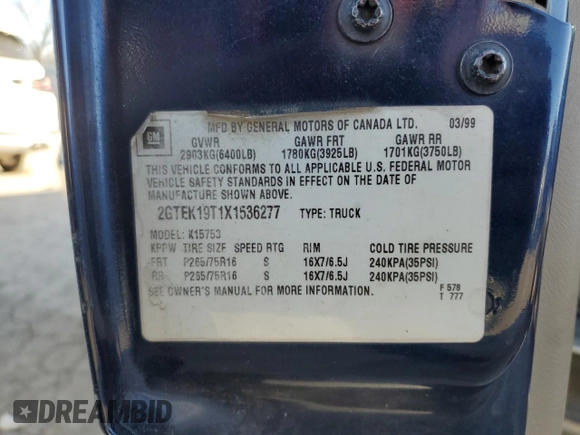 GM
MFD BY GENERAL MOTORS OF CANADA LTD. 03/99
GVWR GAWR FRT GAWR RR
2903KG(6400LB) 1780KG(3925LB) 1701KG(3750LB)
THIS VEHICLE CONFORMS TO ALL APPLICABLE U.S. FEDERAL MOTOR
VEHICLE SAFETY STANDARDS IN EFFECT ON THE DATE OF
MANUFACTURE SHOWN ABOVE.
2GTEK19T1X1536277 TYPE: TRUCK
MODEL: K15753
TIRE SIZE SPEED RTG RIM COLD TIRE PRESSURE
FRT P265/75R16 S 16X7/6.5J 240KPA(35PSI)
RR P265/75R16 S 16X7/6.5J 240KPA(35PSI)
SEE OWNER'S MANUAL FOR MORE INFORMATION.
F 578
T 777
DREAMBID